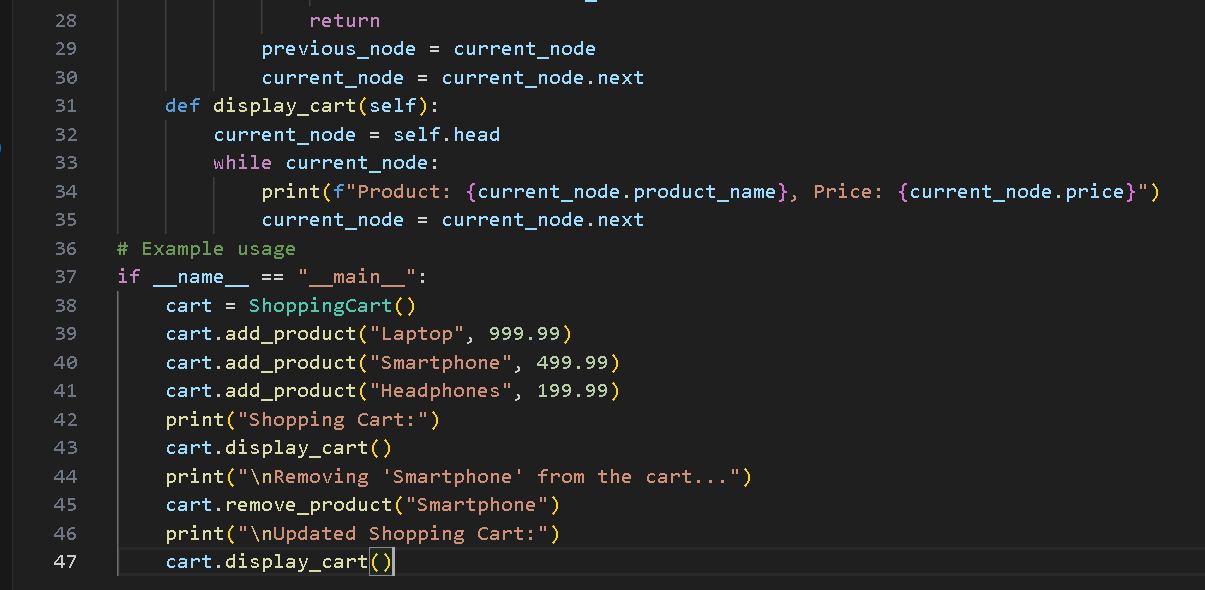 28 return
29 previous_node = current_node
30 current_node = current_node.next
31 def display_cart(self):
32 current_node = self.head
33 while current_node:
34 print(f"Product: {current_node.product_name}, Price: {current_node.price}")
35 current_node = current_node.next
36 # Example usage
37 if __name__ == "__main__":
38 cart = ShoppingCart()
39 cart.add_product("Laptop", 999.99)
40 cart.add_product("Smartphone", 499.99)
41 cart.add_product("Headphones", 199.99)
42 print("Shopping Cart:")
43 cart.display_cart()
44 print("\nRemoving 'Smartphone' from the cart...")
45 cart.remove_product("Smartphone")
46 print("\nUpdated Shopping Cart:")
47 cart.display_cart()